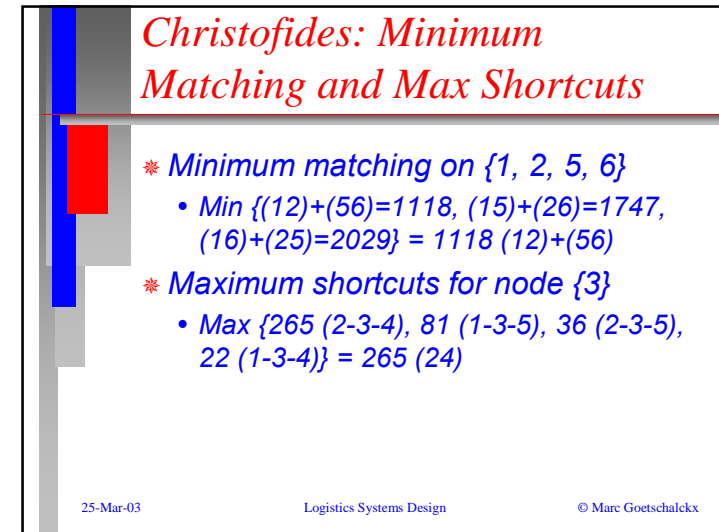 Christofides: Minimum
Matching and Max Shortcuts
❋ Minimum matching on {1, 2, 5, 6}
• Min {(12)+(56)=1118, (15)+(26)=1747,
(16)+(25)=2029} = 1118 (12)+(56)
❋ Maximum shortcuts for node {3}
• Max {265 (2-3-4), 81 (1-3-5), 36 (2-3-5),
22 (1-3-4)} = 265 (24)
25-Mar-03 Logistics Systems Design © Marc Goetschalckx